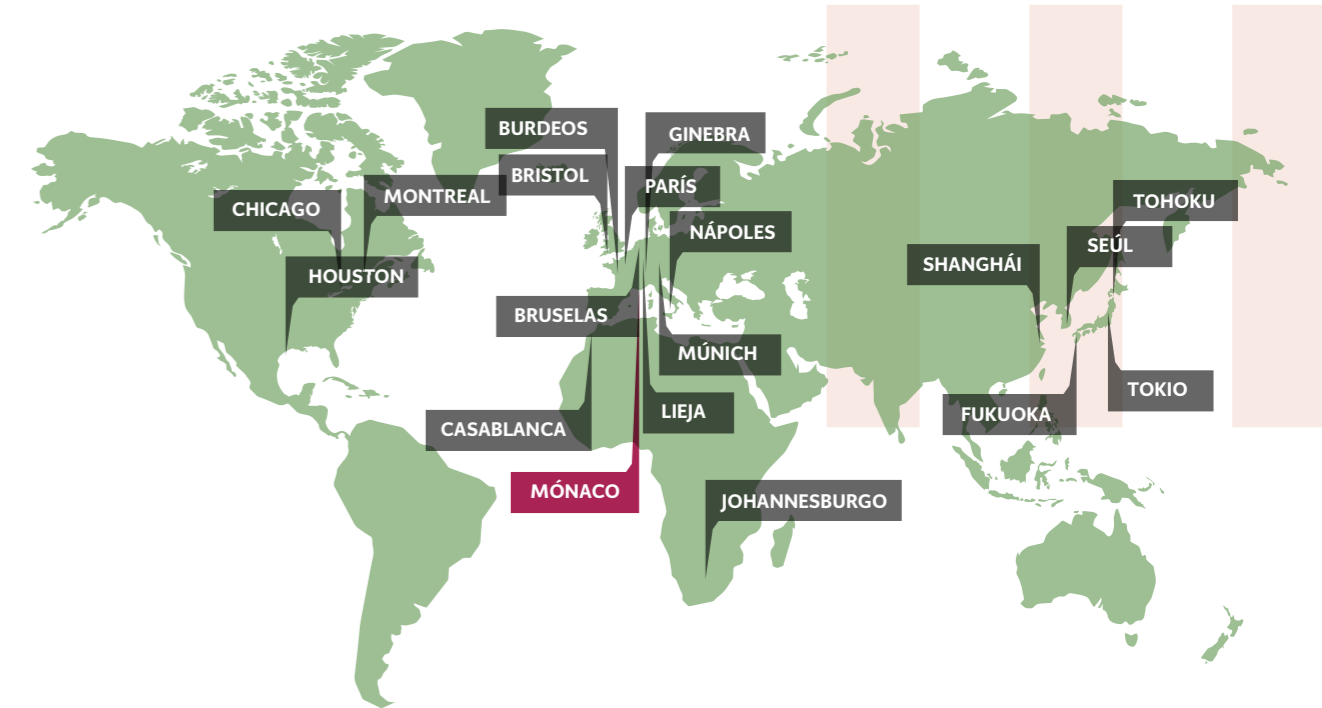 BURDEOS
GINEBRA
BRISTOL
PARÍS
MONTREAL
CHICAGO
TOHOKU
NÁPOLES
SEÚL
SHANGHÁI
HOUSTON
BRUSELAS
MÚNICH
TOKIO
LIEJA
FUKUOKA
CASABLANCA
MÓNACO
JOHANNESBURGO